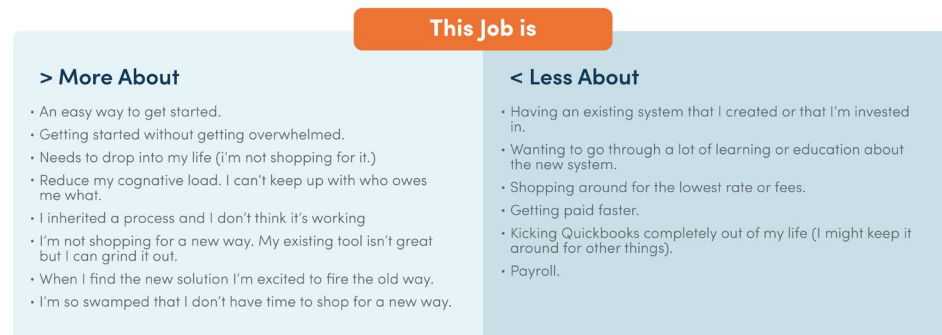 This Job is
> More About
• An easy way to get started.
• Getting started without getting overwhelmed.
• Needs to drop into my life (i'm not shopping for it.)
• Reduce my cognative load. I can't keep up with who owes
me what.
• I inherited a process and I don't think it's working
• I'm not shopping for a new way. My existing tool isn't great
but I can grind it out.
• When I find the new solution I'm excited to fire the old way.
• I'm so swamped that I don't have time to shop for a new way.
< Less About
• Having an existing system that I created or that I'm invested
in.
• Wanting to go through a lot of learning or education about
the new system.
• Shopping around for the lowest rate or fees.
• Getting paid faster.
• Kicking Quickbooks completely out of my life (I might keep it
around for other things).
• Payroll.